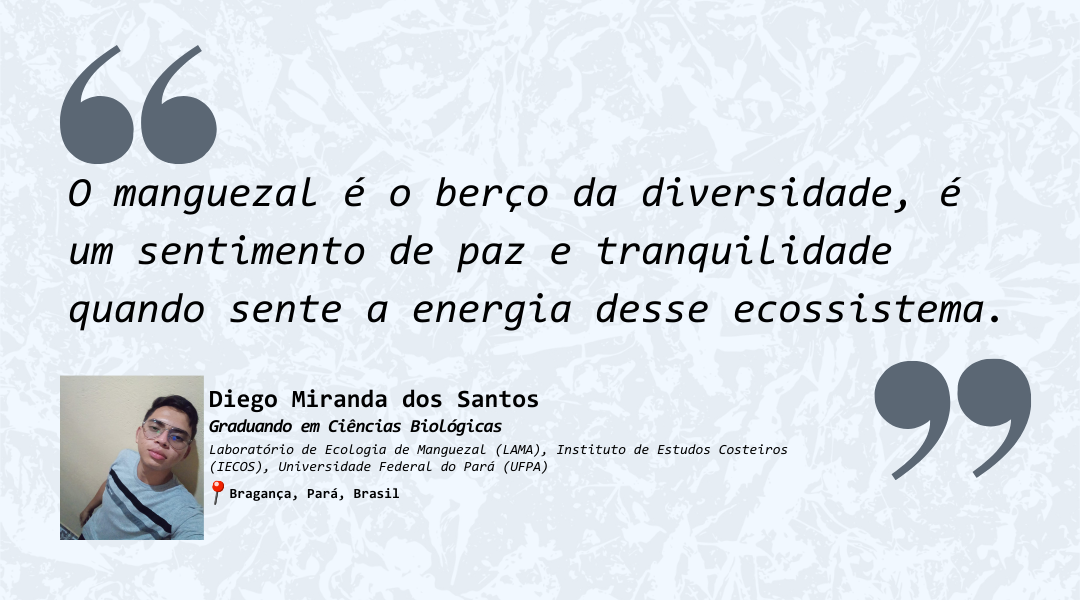 O manguezal é o berço da diversidade, é
um sentimento de paz e tranquilidade
quando sente a energia desse ecossistema.
Diego Miranda dos Santos
Graduando em Ciências Biológicas
Laboratório de Ecologia de Manguezal (LAMA), Instituto de Estudos Costeiros
(IECOS), Universidade Federal do Pará (UFPA)
Bragança, Pará, Brasil